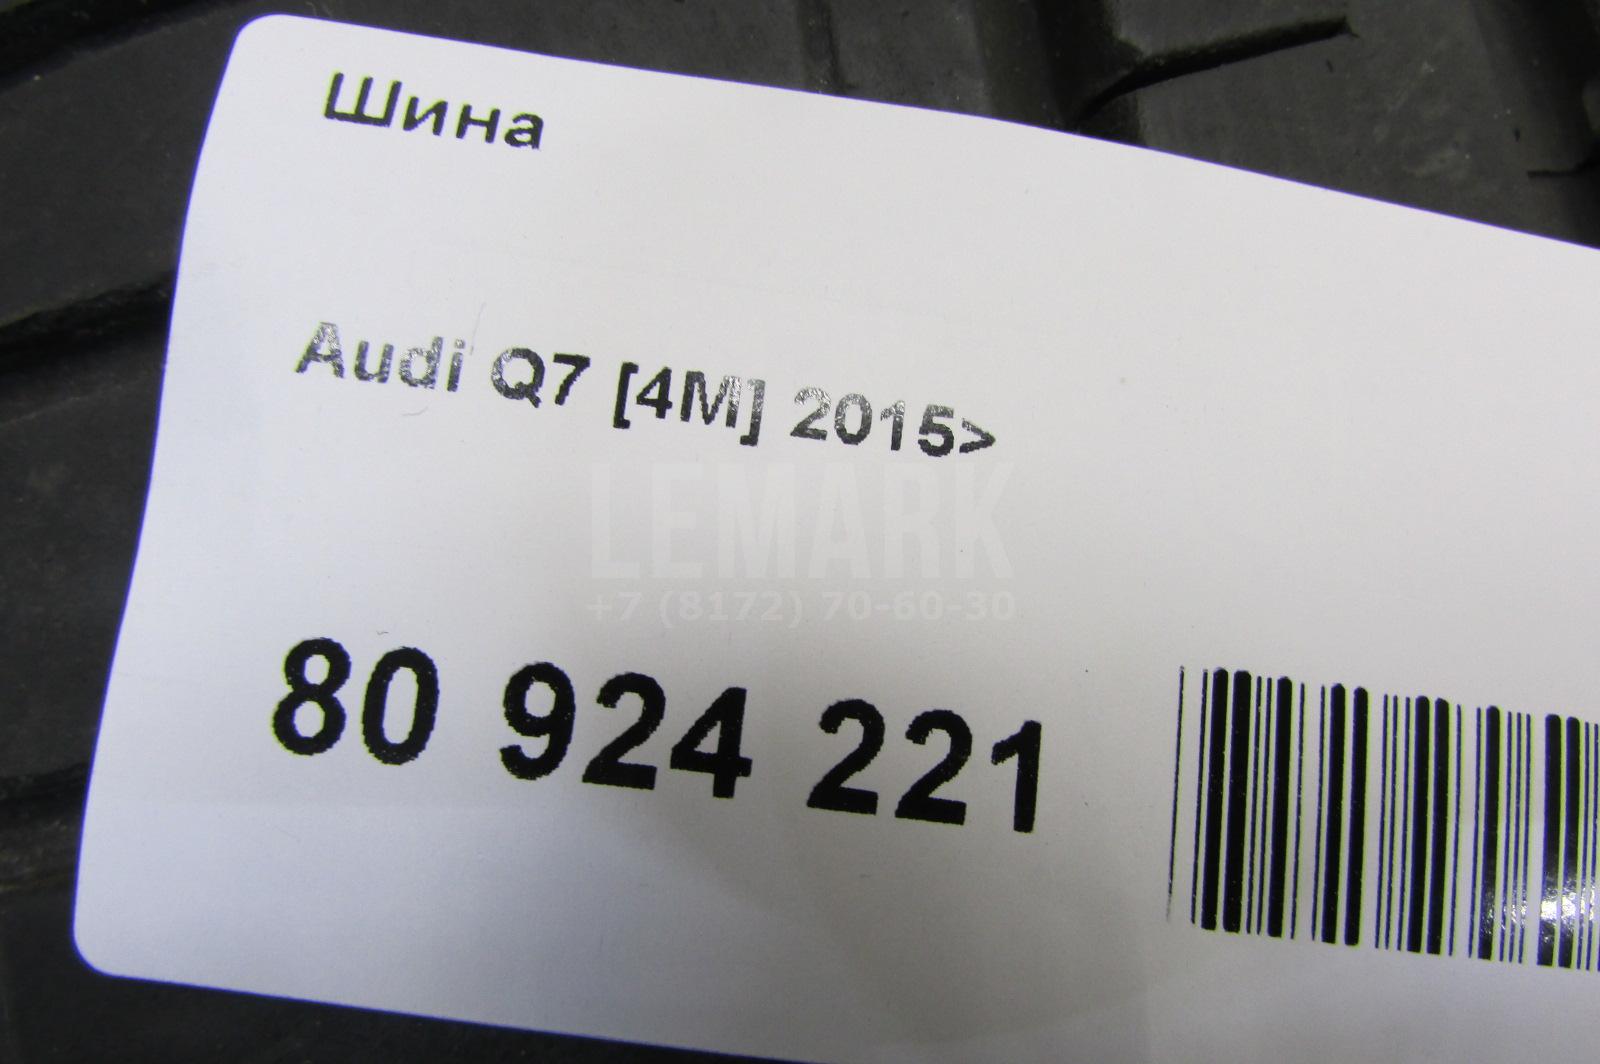 Шина
Audi Q7 [4M] 2015>
LEMARK
+7 (8172) 70-60-30
80 924 221